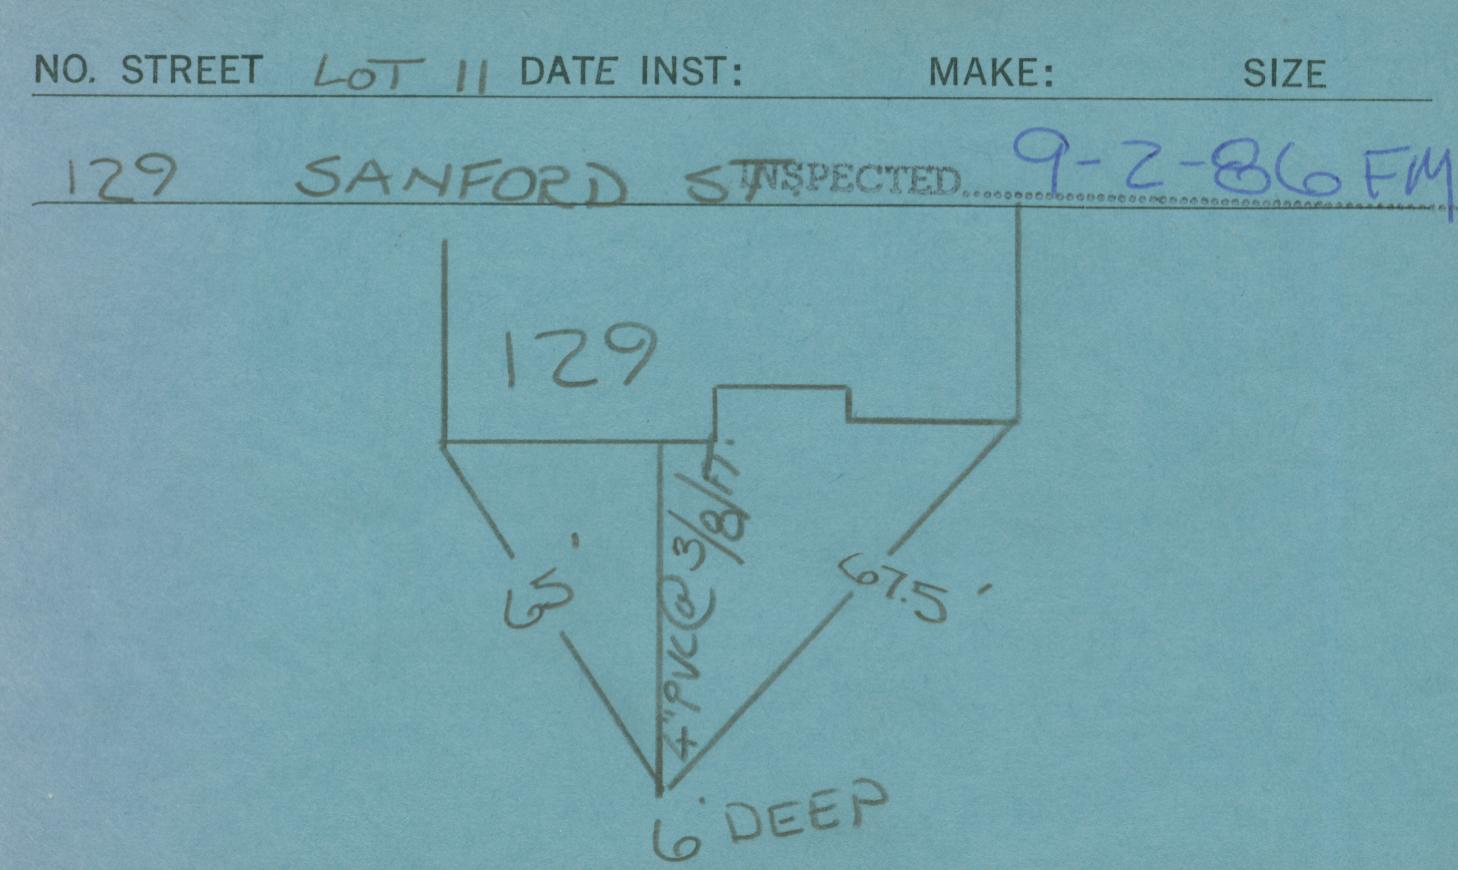 NO. STREET LOT 11 DATE INST: MAKE: SIZE
129 SANFORD ST INSPECTED 9-2-86 FM
129
4" PVC @ 3/8/FT.
65'
67.5'
6' DEEP